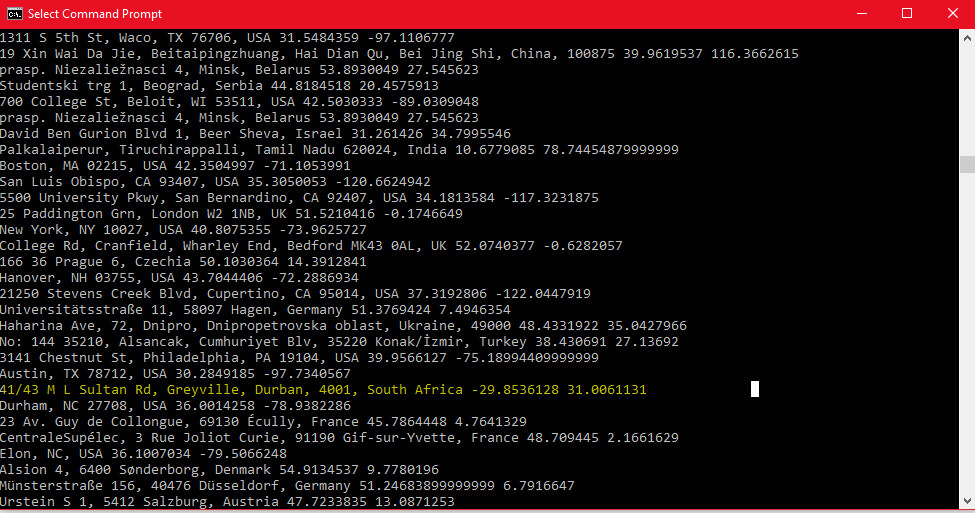 Select Command Prompt
1311 S 5th St, Waco, TX 76706, USA 31.5484359 -97.1106777
19 Xin Wai Da Jie, Beitaipingzhuang, Hai Dian Qu, Bei Jing Shi, China, 100875 39.9619537 116.3662615
prasp. Niezaliežnasci 4, Minsk, Belarus 53.8930049 27.545623
Studentski trg 1, Beograd, Serbia 44.8184518 20.4575913
700 College St, Beloit, WI 53511, USA 42.5030333 -89.0309048
prasp. Niezaliežnasci 4, Minsk, Belarus 53.8930049 27.545623
David Ben Gurion Blvd 1, Beer Sheva, Israel 31.261426 34.7995546
Palkalaiperur, Tiruchirappalli, Tamil Nadu 620024, India 10.6779085 78.74454879999999
Boston, MA 02215, USA 42.3504997 -71.1053991
San Luis Obispo, CA 93407, USA 35.3050053 -120.6624942
5500 University Pkwy, San Bernardino, CA 92407, USA 34.1813584 -117.3231875
25 Paddington Grn, London W2 1NB, UK 51.5210416 -0.1746649
New York, NY 10027, USA 40.8075355 -73.9625727
College Rd, Cranfield, Wharley End, Bedford MK43 0AL, UK 52.0740377 -0.6282057
166 36 Prague 6, Czechia 50.1030364 14.3912841
Hanover, NH 03755, USA 43.7044406 -72.2886934
21250 Stevens Creek Blvd, Cupertino, CA 95014, USA 37.3192806 -122.0447919
Universitätsstraße 11, 58097 Hagen, Germany 51.3769424 7.4946354
Haharina Ave, 72, Dnipro, Dnipropetrovska oblast, Ukraine, 49000 48.4331922 35.0427966
No: 144 35210, Alsancak, Cumhuriyet Blv, 35220 Konak/İzmir, Turkey 38.430691 27.13692
3141 Chestnut St, Philadelphia, PA 19104, USA 39.9566127 -75.18994409999999
Austin, TX 78712, USA 30.2849185 -97.7340567
41/43 M L Sultan Rd, Greyville, Durban, 4001, South Africa -29.8536128 31.0061131
Durham, NC 27708, USA 36.0014258 -78.9382286
23 Av. Guy de Collongue, 69130 Écully, France 45.7864448 4.7641329
CentraleSupélec, 3 Rue Joliot Curie, 91190 Gif-sur-Yvette, France 48.709445 2.1661629
Elon, NC, USA 36.1007034 -79.5066248
Alsion 4, 6400 Sønderborg, Denmark 54.9134537 9.7780196
Münsterstraße 156, 40476 Düsseldorf, Germany 51.24683899999999 6.7916647
Urstein S 1, 5412 Salzburg, Austria 47.7233835 13.0871253